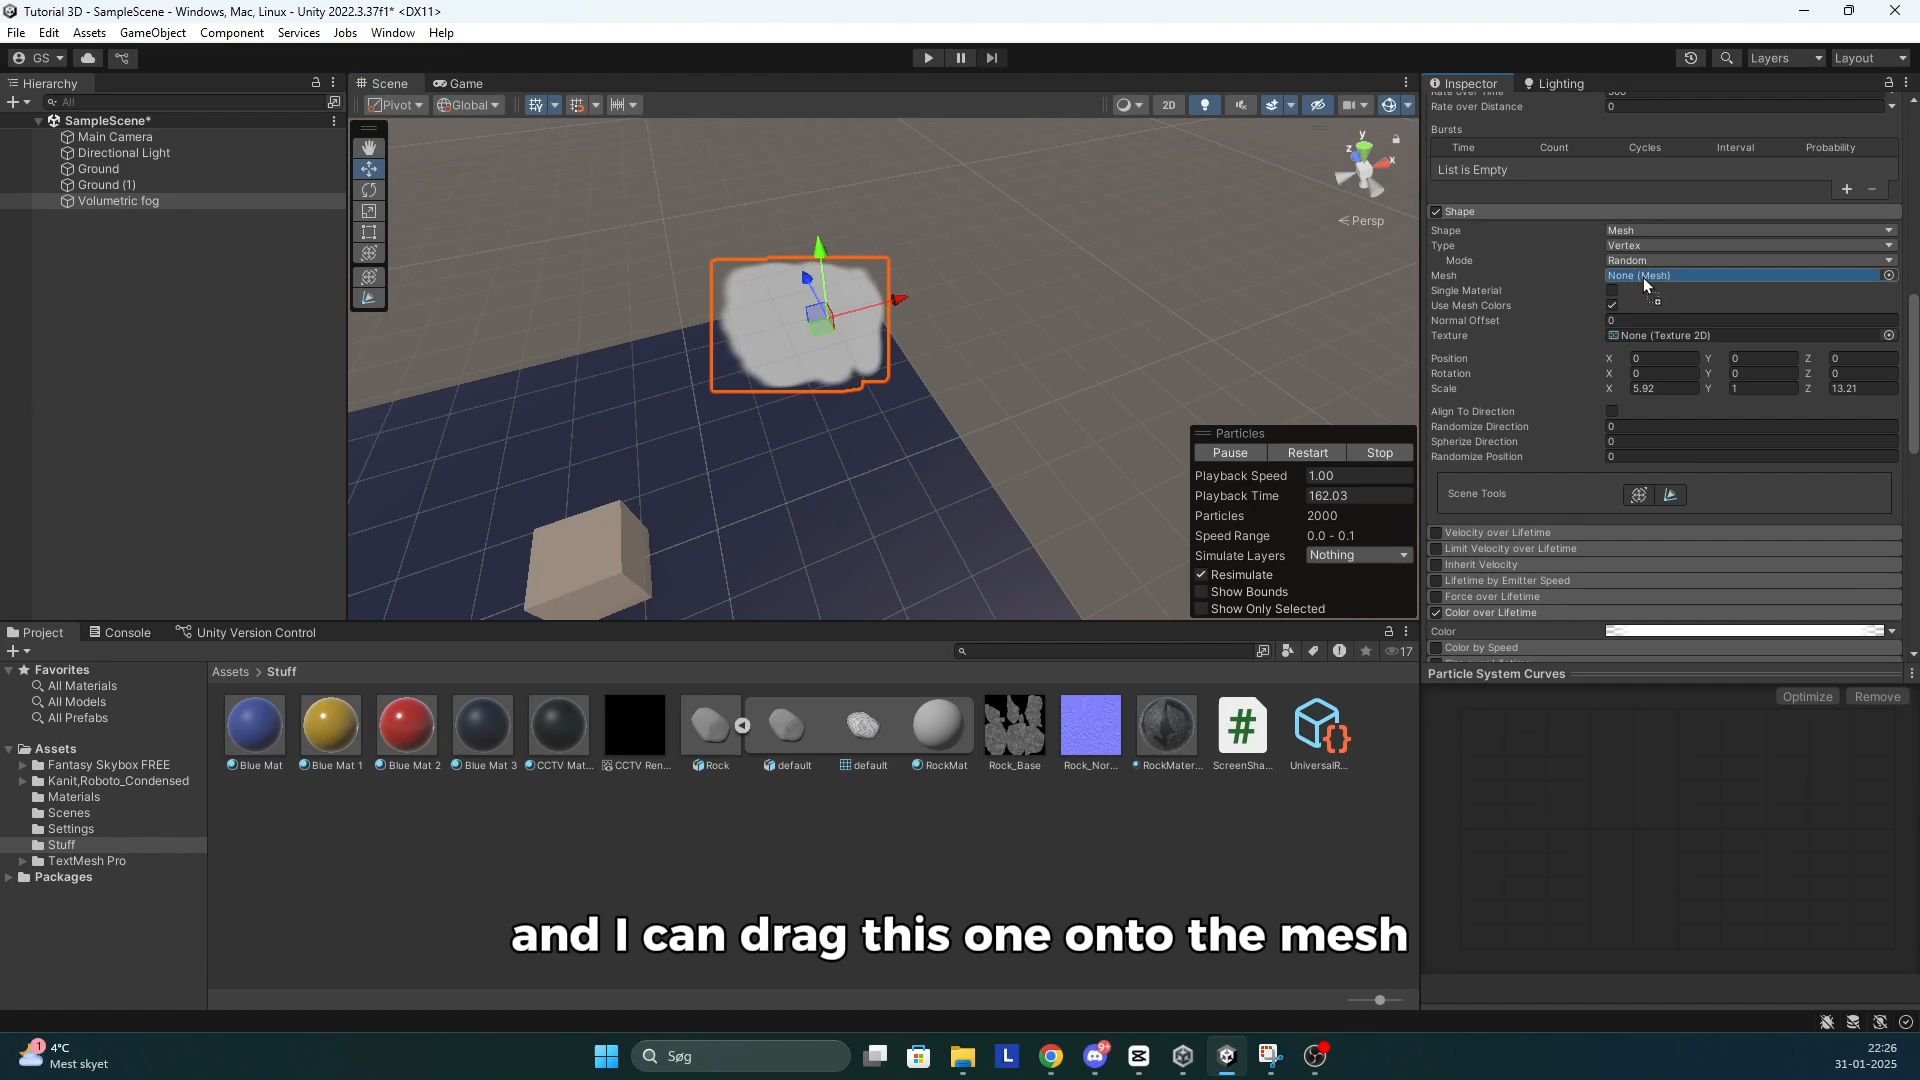 Tutorial 3D - SampleScene - Windows, Mac, Linux - Unity 2022.3.37f1* <DX11>
File Edit Assets GameObject Component Services Jobs Window Help
GS Layers Layout
Hierarchy
All
SampleScene*
Main Camera
Directional Light
Ground
Ground (1)
Volumetric fog
Scene Game
Pivot Global 2D
y
z x
Persp
Particles
Pause Restart Stop
Playback Speed 1.00
Playback Time 162.03
Particles 2000
Speed Range 0.0 - 0.1
Simulate Layers Nothing
Resimulate
Show Bounds
Show Only Selected
Inspector Lighting
Rate over Distance 0
Bursts
Time Count Cycles Interval Probability
List is Empty
Shape
Shape Mesh
Type Vertex
Mode Random
Mesh None (Mesh)
Single Material
Use Mesh Colors
Normal Offset 0
Texture None (Texture 2D)
Position X 0 Y 0 Z 0
Rotation X 0 Y 0 Z 0
Scale X 5.92 Y 1 Z 13.21
Align To Direction
Randomize Direction 0
Spherize Direction 0
Randomize Position 0
Scene Tools
Velocity over Lifetime
Limit Velocity over Lifetime
Inherit Velocity
Lifetime by Emitter Speed
Force over Lifetime
Color over Lifetime
Color
Color by Speed
Particle System Curves
Optimize Remove
Project Console Unity Version Control
17
Favorites
All Materials
All Models
All Prefabs
Assets
Fantasy Skybox FREE
Kanit,Roboto_Condensed
Materials
Scenes
Settings
Stuff
TextMesh Pro
Packages
Assets > Stuff
Blue Mat Blue Mat 1 Blue Mat 2 Blue Mat 3 CCTV Mat... CCTV Ren... Rock default default RockMat Rock_Base Rock_Nor... RockMater... ScreenSha... UniversalR...
and I can drag this one onto the mesh
1
4°C
Mest skyet
Søg
L
9+
22:26
31-01-2025